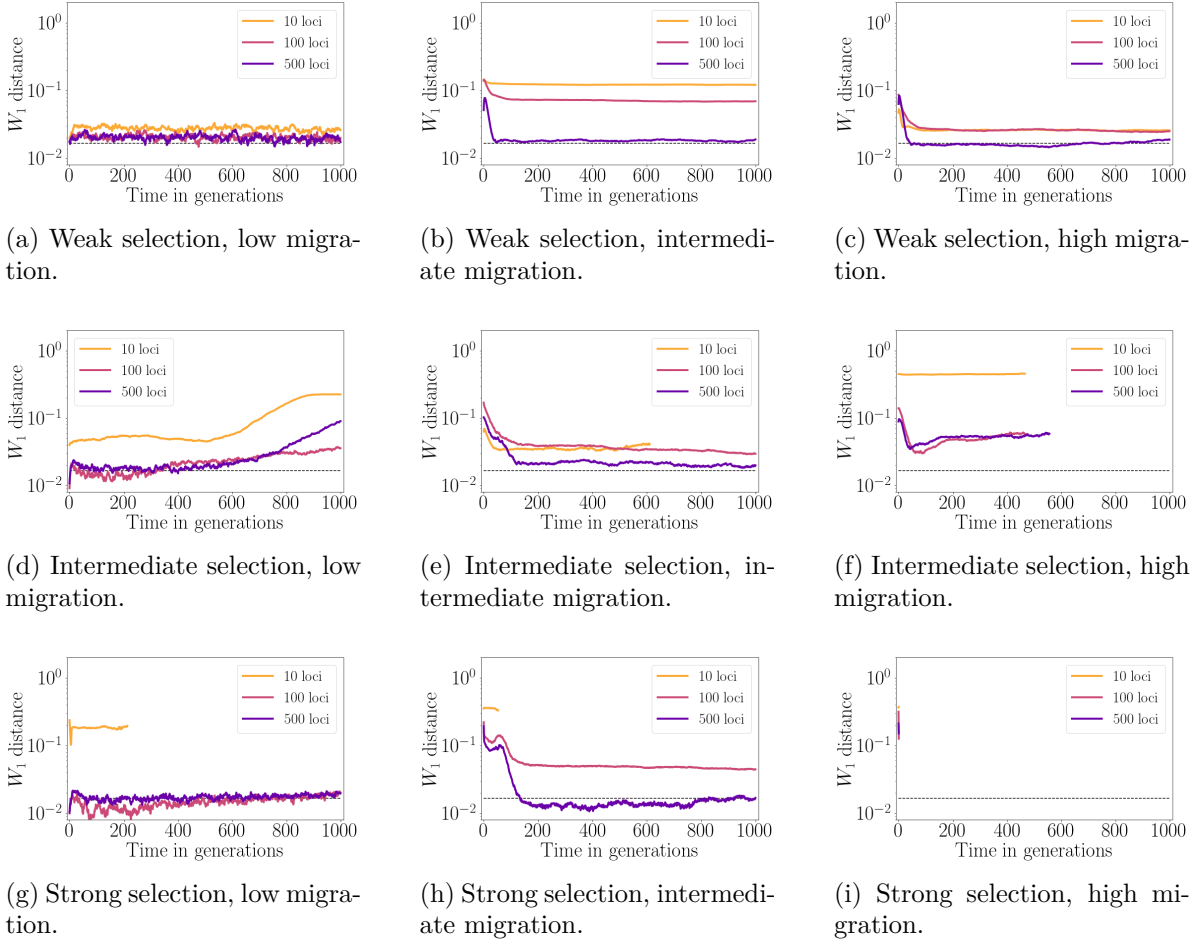 10 loci
100 loci
500 loci
W₁ distance
10⁰
10⁻¹
10⁻²
0 200 400 600 800 1000
Time in generations
(a) Weak selection, low migra-
tion.
10 loci
100 loci
500 loci
W₁ distance
10⁰
10⁻¹
10⁻²
0 200 400 600 800 1000
Time in generations
(b) Weak selection, intermedi-
ate migration.
10 loci
100 loci
500 loci
W₁ distance
10⁰
10⁻¹
10⁻²
0 200 400 600 800 1000
Time in generations
(c) Weak selection, high migra-
tion.
10 loci
100 loci
500 loci
W₁ distance
10⁰
10⁻¹
10⁻²
0 200 400 600 800 1000
Time in generations
(d) Intermediate selection, low
migration.
10 loci
100 loci
500 loci
W₁ distance
10⁰
10⁻¹
10⁻²
0 200 400 600 800 1000
Time in generations
(e) Intermediate selection, in-
termediate migration.
10 loci
100 loci
500 loci
W₁ distance
10⁰
10⁻¹
10⁻²
0 200 400 600 800 1000
Time in generations
(f) Intermediate selection, high
migration.
10 loci
100 loci
500 loci
W₁ distance
10⁰
10⁻¹
10⁻²
0 200 400 600 800 1000
Time in generations
(g) Strong selection, low migra-
tion.
10 loci
100 loci
500 loci
W₁ distance
10⁰
10⁻¹
10⁻²
0 200 400 600 800 1000
Time in generations
(h) Strong selection, intermedi-
ate migration.
10 loci
100 loci
500 loci
W₁ distance
10⁰
10⁻¹
10⁻²
0 200 400 600 800 1000
Time in generations
(i) Strong selection, high mi-
gration.